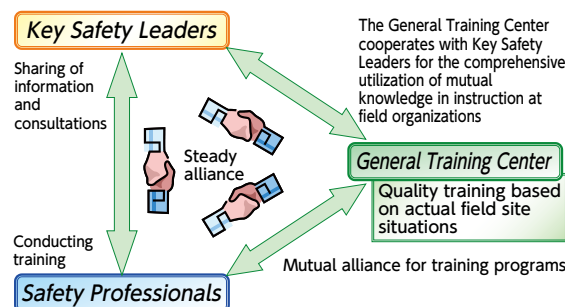 Key Safety Leaders
The General Training Center
cooperates with Key Safety
Leaders for the comprehensive
utilization of mutual
knowledge in instruction at
field organizations
Sharing of
information
and
consultations
Steady
alliance
General Training Center
Quality training based
on actual field site
situations
Conducting
training
Mutual alliance for training programs
Safety Professionals